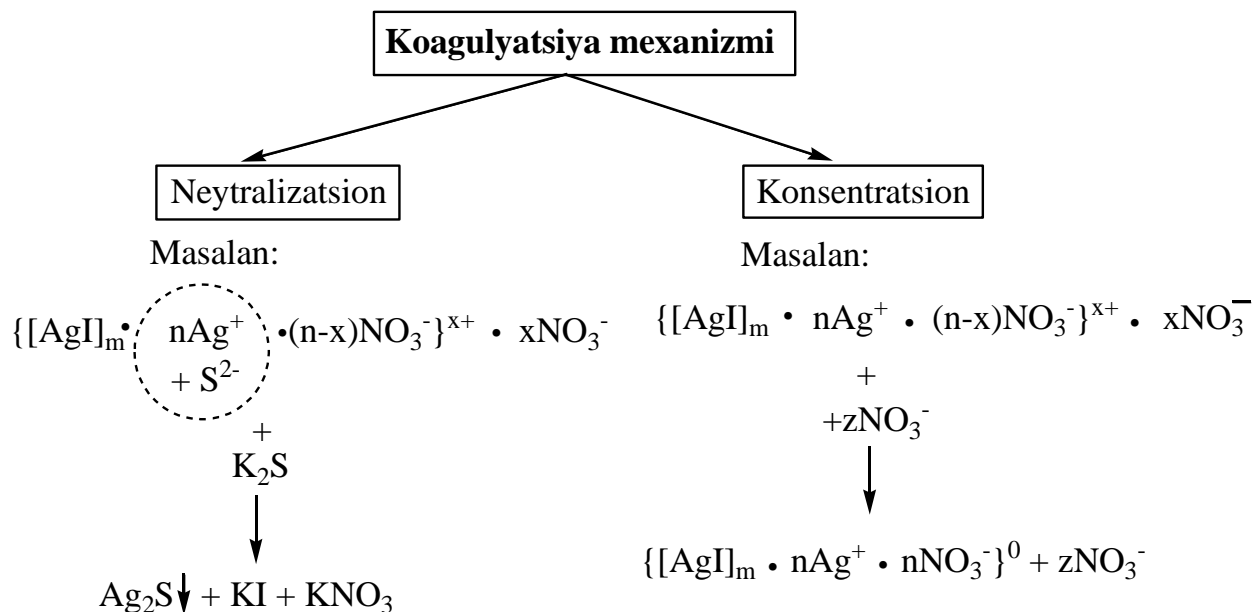 Koagulyatsiya mexanizmi
Neytralizatsion
Masalan:
{[AgI]ₘ• nAg⁺ •(n-x)NO₃⁻}ˣ⁺ • xNO₃⁻
+ S²⁻
+
K₂S
Ag₂S↓ + KI + KNO₃
Konsentratsion
Masalan:
{[AgI]ₘ • nAg⁺ • (n-x)NO₃⁻}ˣ⁺ • xNO₃⁻
+
+zNO₃⁻
{[AgI]ₘ • nAg⁺ • nNO₃⁻}⁰ + zNO₃⁻